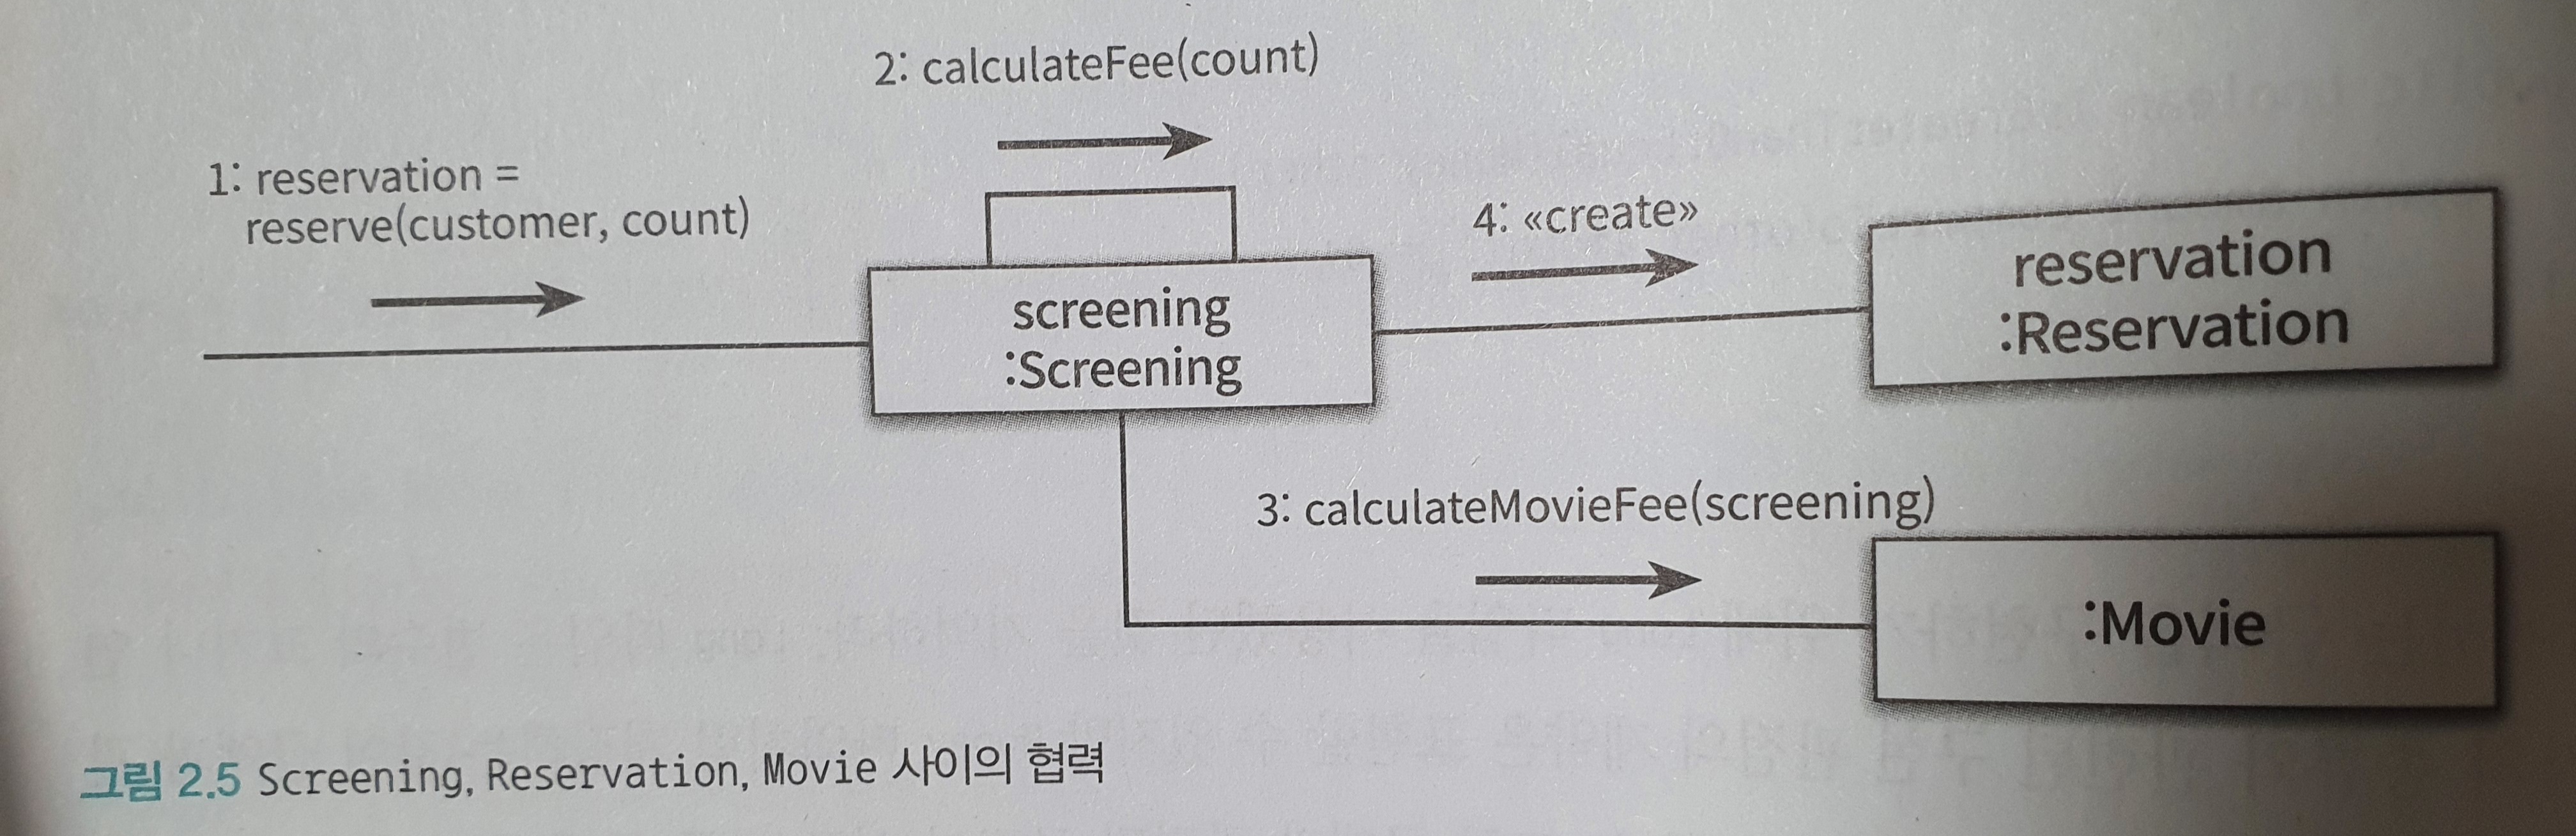 2: calculateFee(count)
1: reservation =
reserve(customer, count)
4: «create»
screening
:Screening
reservation
:Reservation
3: calculateMovieFee(screening)
:Movie
그림 2.5 Screening, Reservation, Movie 사이의 협력